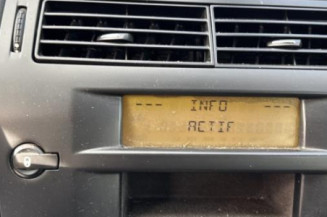 --- INFO ---
ACTIF